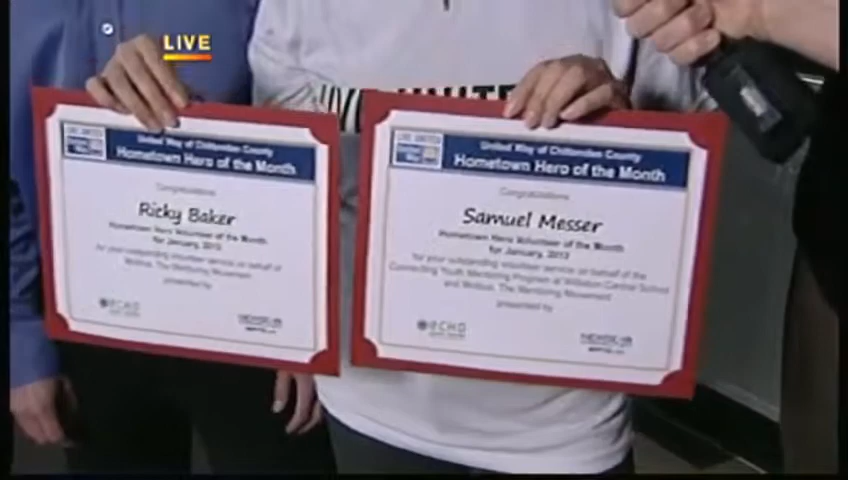 LIVE
LIVE UNITED
United Way of Chittenden County
Hometown Hero of the Month
Congratulations
Ricky Baker
Hometown Hero Volunteer of the Month
for January, 2013
for your outstanding volunteer service on behalf of
Mobius, The Mentoring Movement
presented by
ECHO
LIVE UNITED
United Way of Chittenden County
Hometown Hero of the Month
Congratulations
Samuel Messer
Hometown Hero Volunteer of the Month
for January, 2013
for your outstanding volunteer service on behalf of the
Connecting Youth Mentoring Program at Williston Central School
and Mobius, The Mentoring Movement
presented by
ECHO